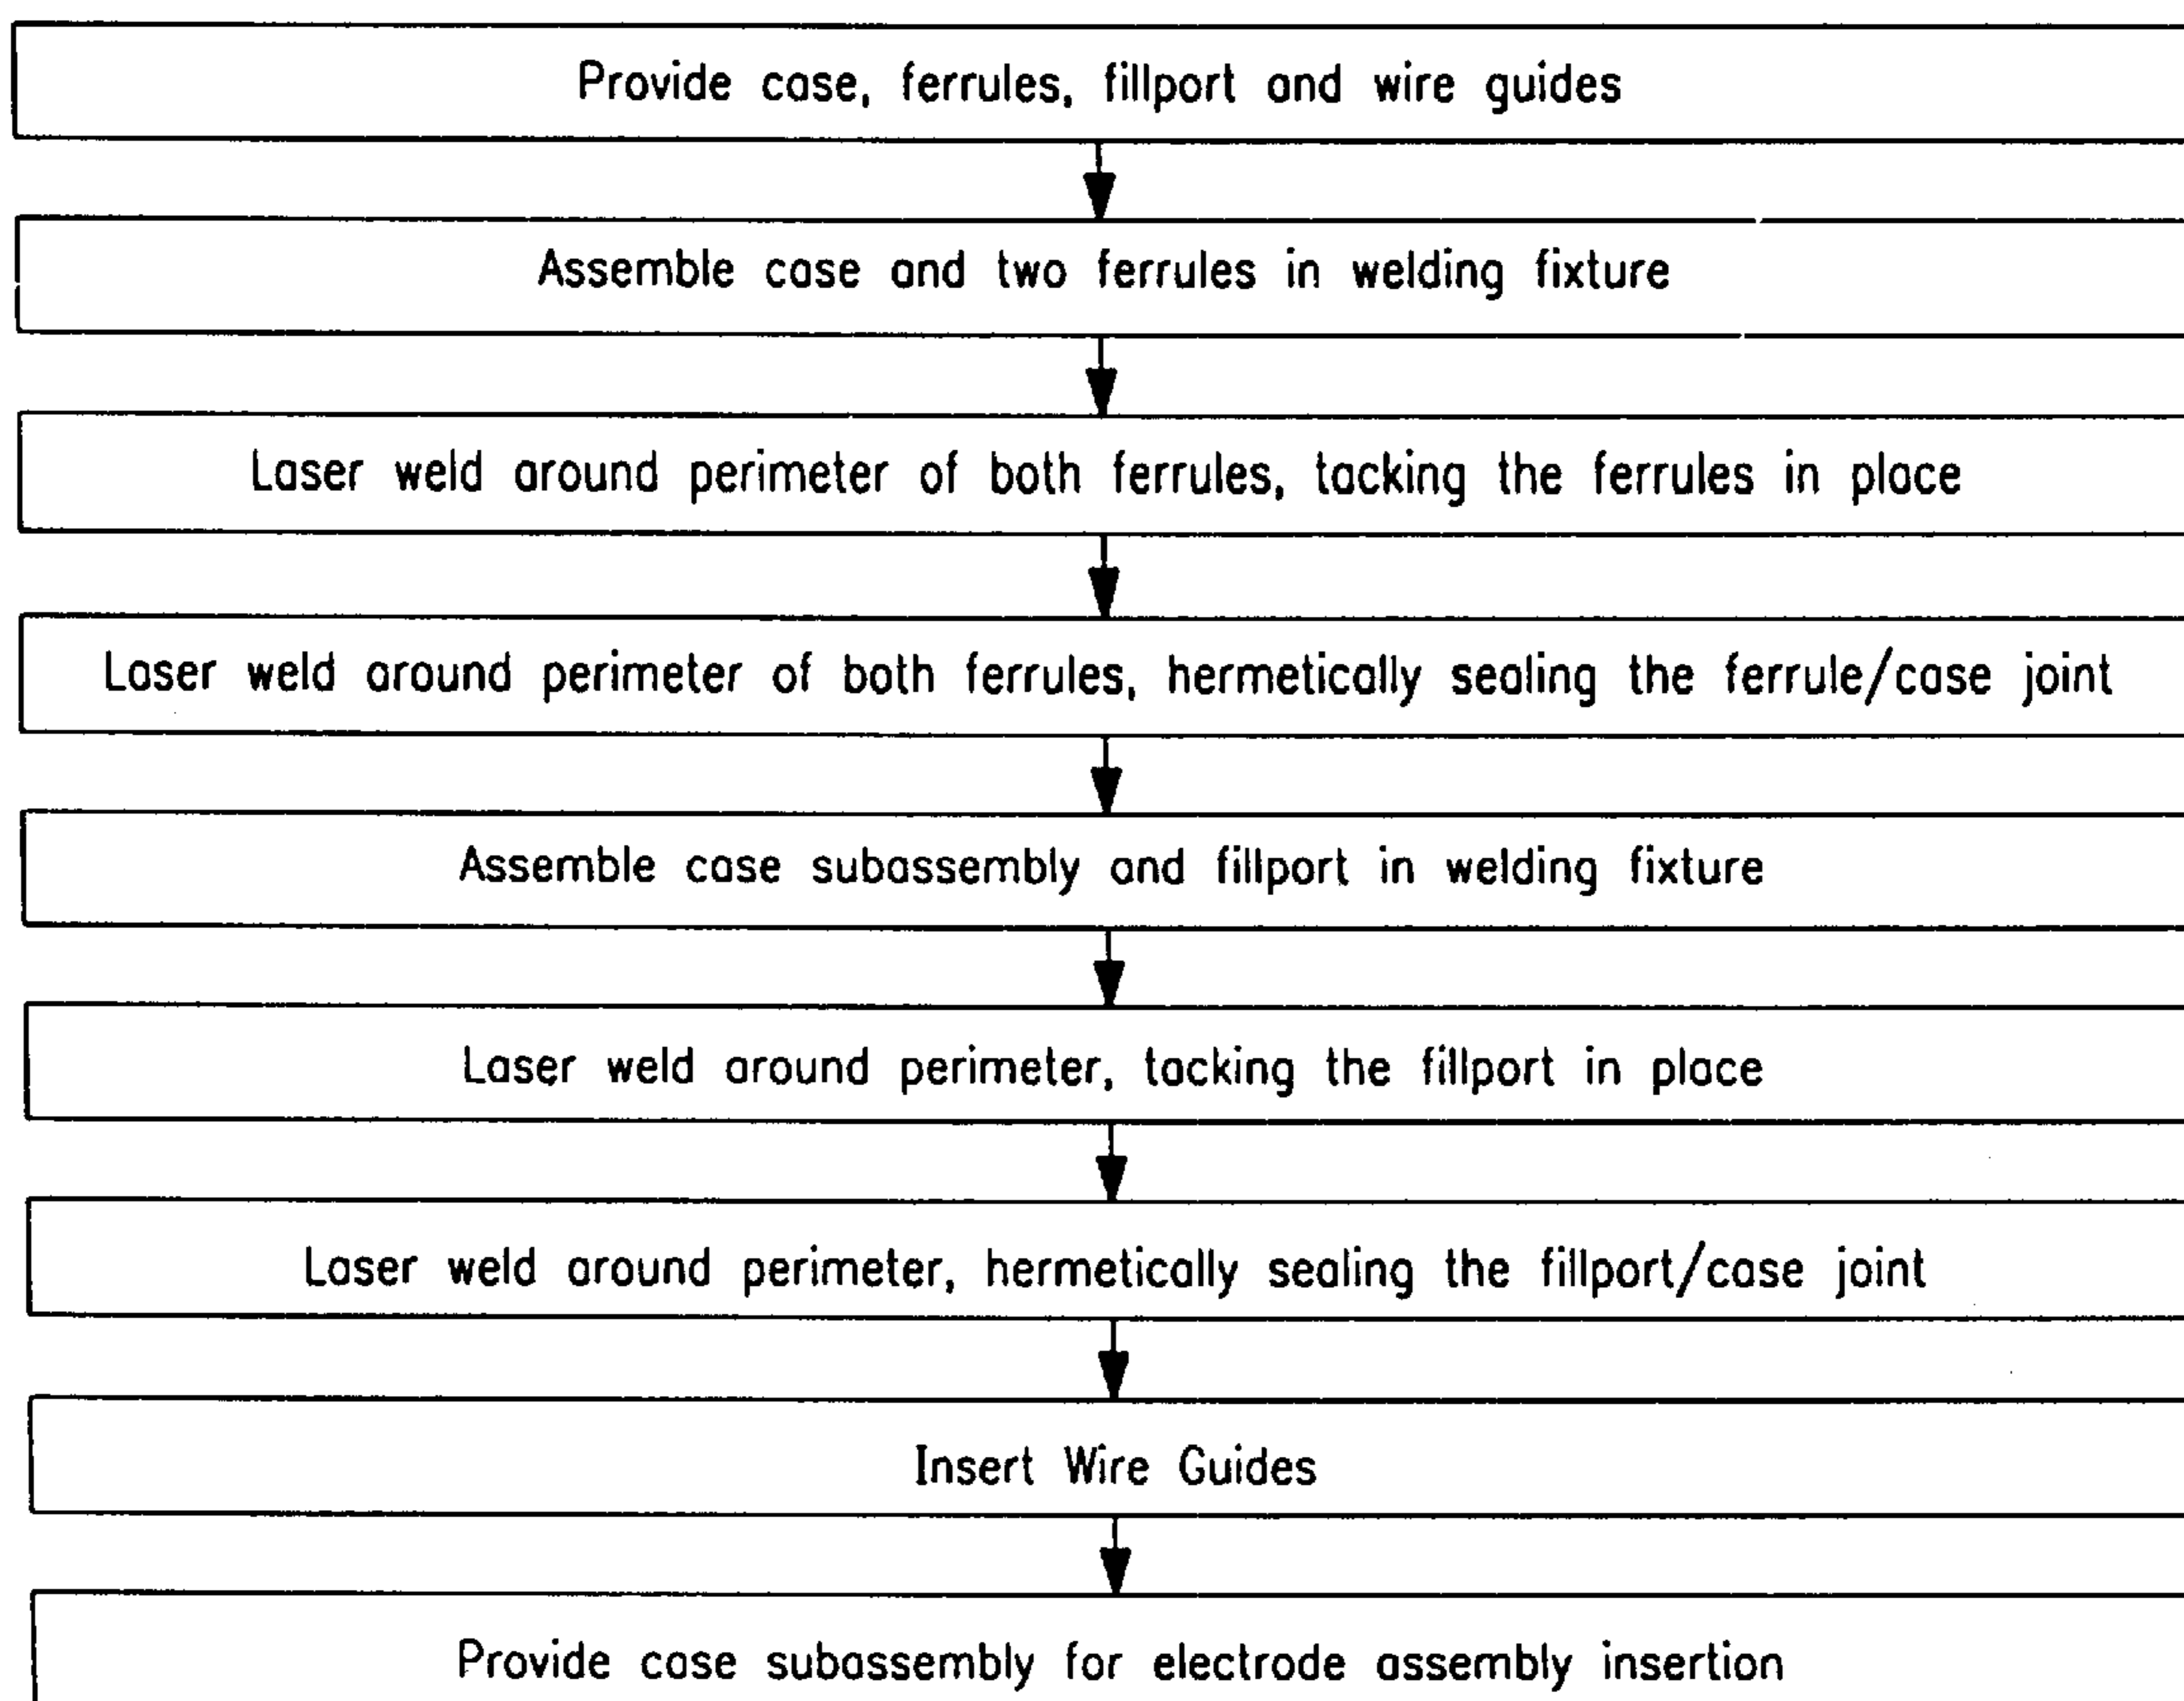 Provide case, ferrules, fillport and wire guides
Assemble case and two ferrules in welding fixture
Laser weld around perimeter of both ferrules, tacking the ferrules in place
Laser weld around perimeter of both ferrules, hermetically sealing the ferrule/case joint
Assemble case subassembly and fillport in welding fixture
Laser weld around perimeter, tacking the fillport in place
Laser weld around perimeter, hermetically sealing the fillport/case joint
Insert Wire Guides
Provide case subassembly for electrode assembly insertion